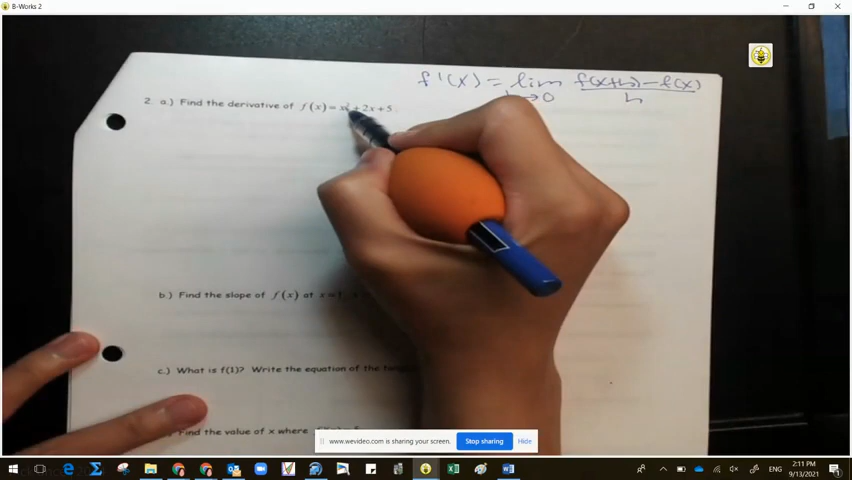 B-Works 2
f'(x) = lim f(x+h) - f(x)
h→0 h
2 a.) Find the derivative of f(x) = x²+2x+5
b.) Find the slope of f(x) at x=1
c.) What is f(1)? Write the equation of the
Find the value of x where
www.wevideo.com is sharing your screen. Stop sharing Hide
ENG 2:11 PM
9/13/2021